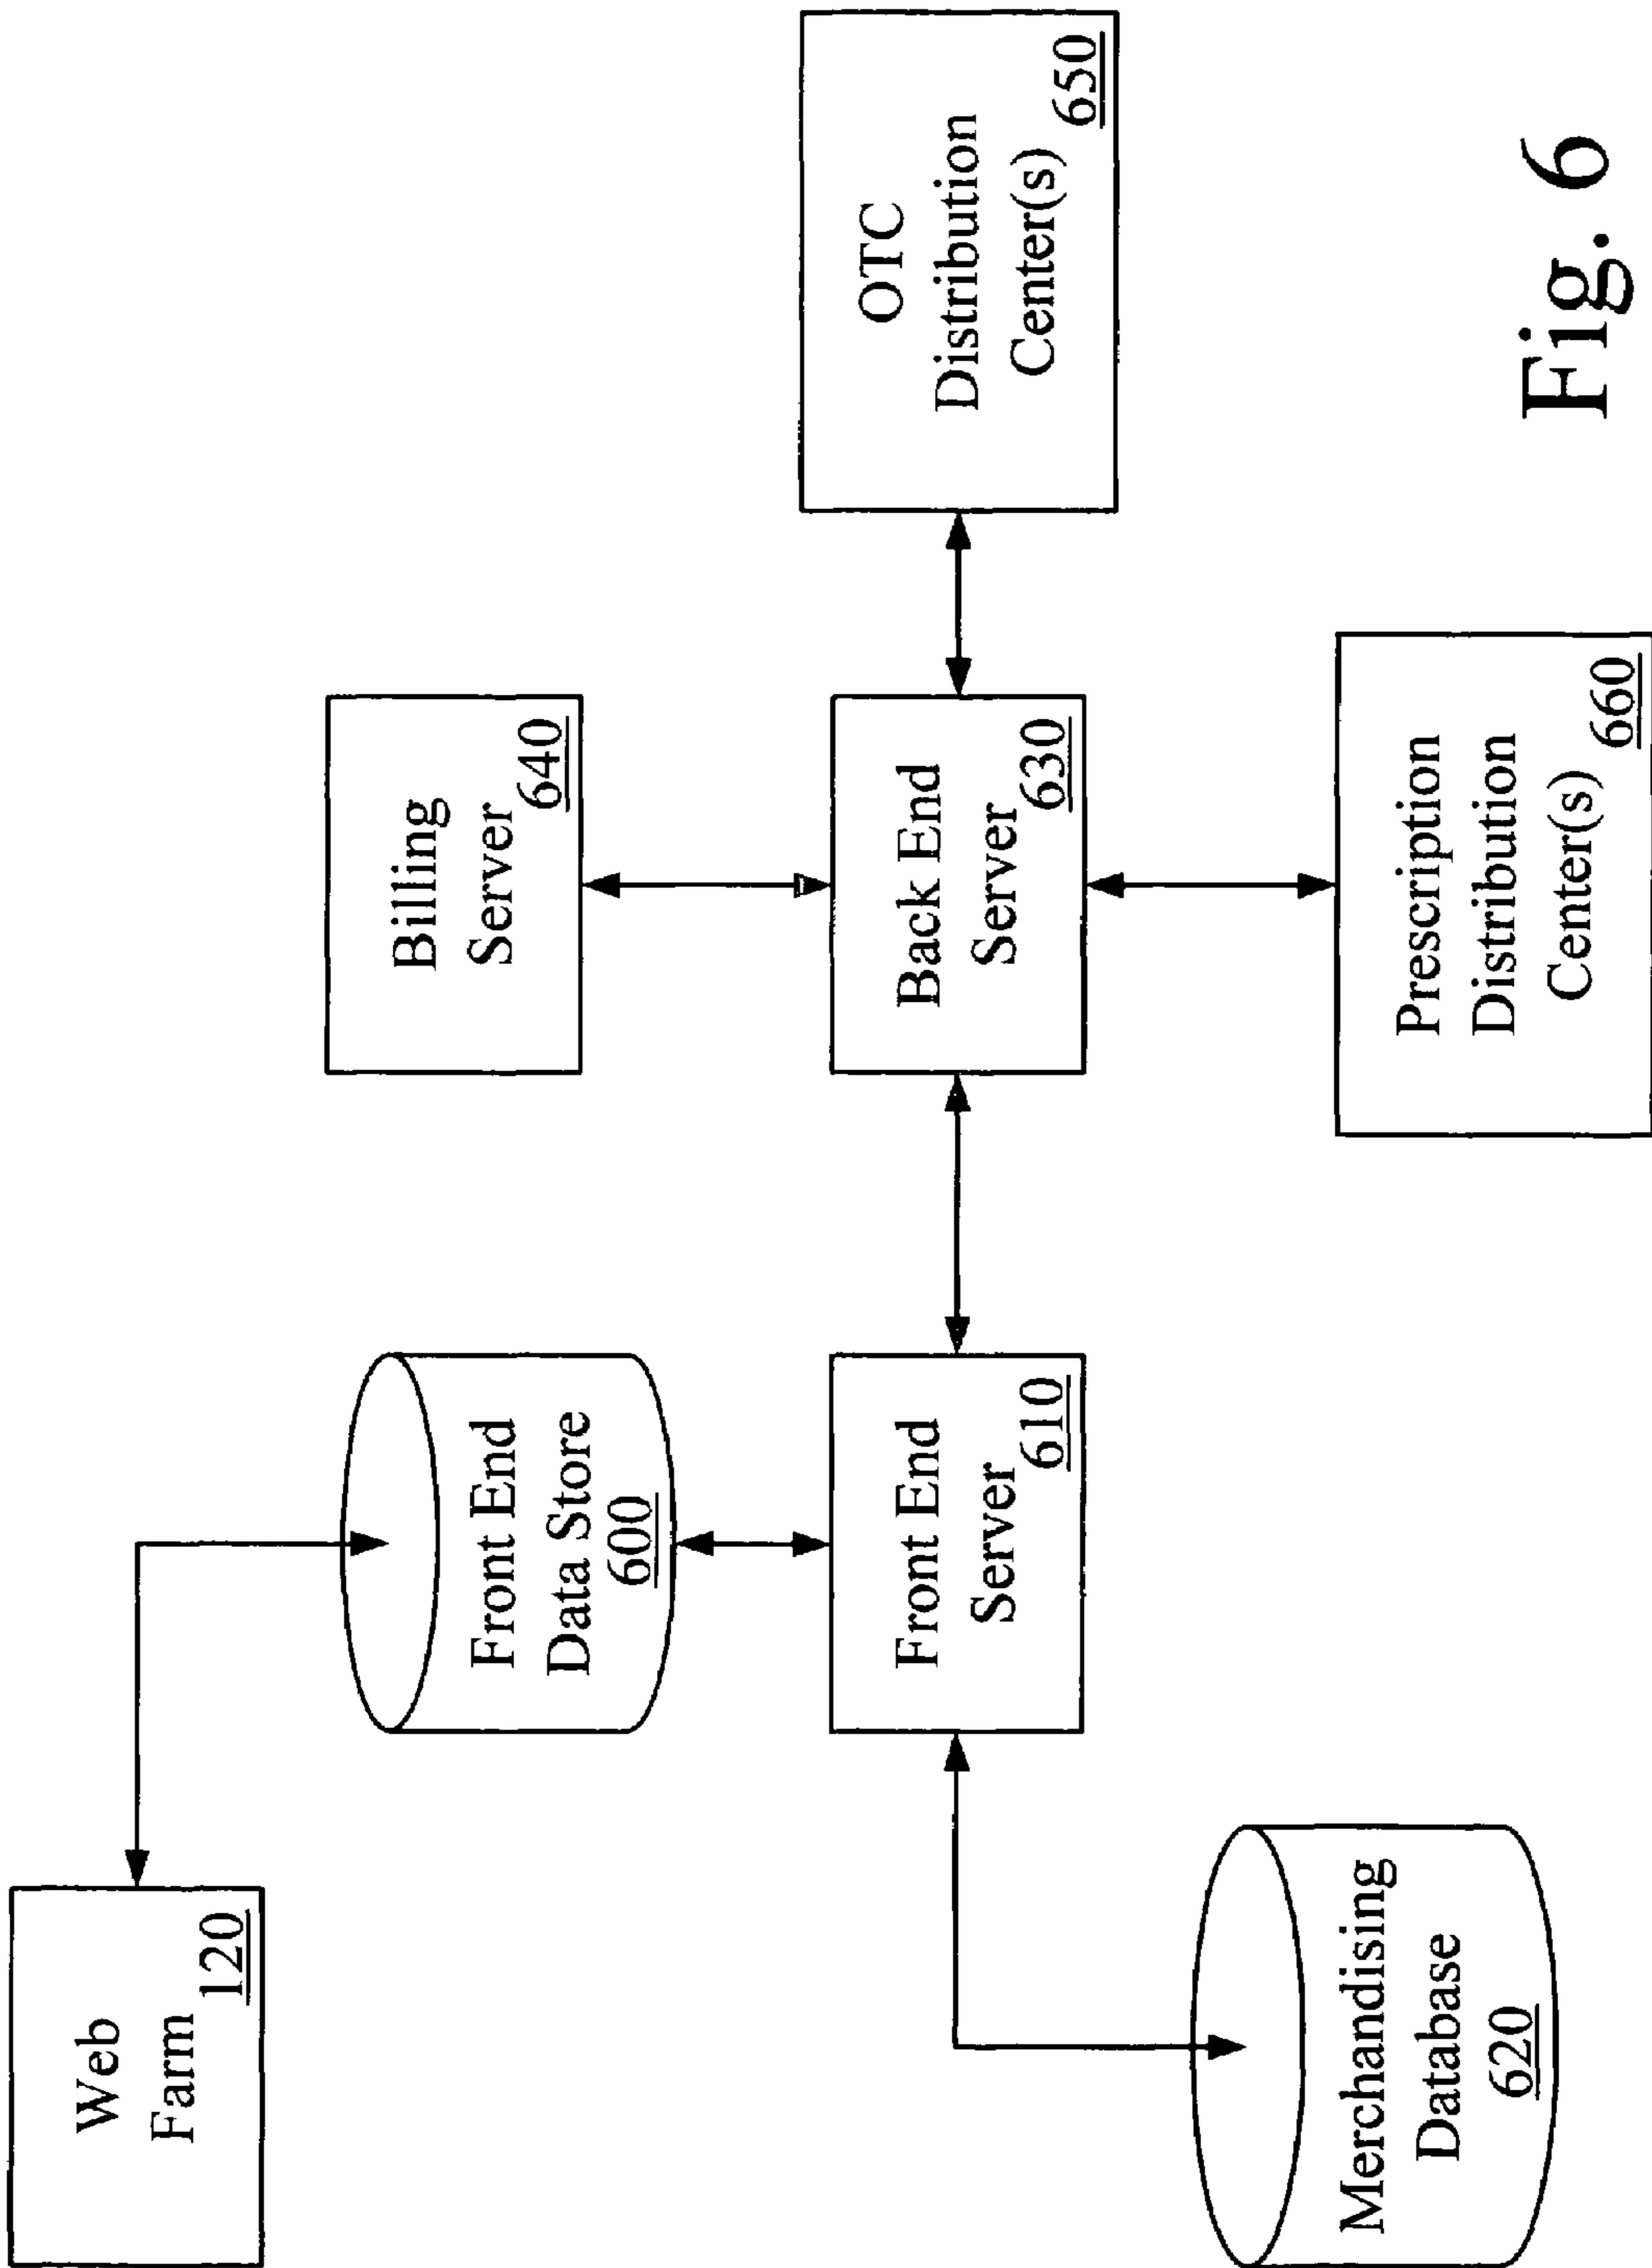 Web
Farm
120
Front End
Data Store
600
Billing
Server
640
Merchandising
Database
620
Front End
Server
610
Back End
Server
630
OTC
Distribution
Center(s)
650
Prescription
Distribution
Center(s)
660
Fig. 6